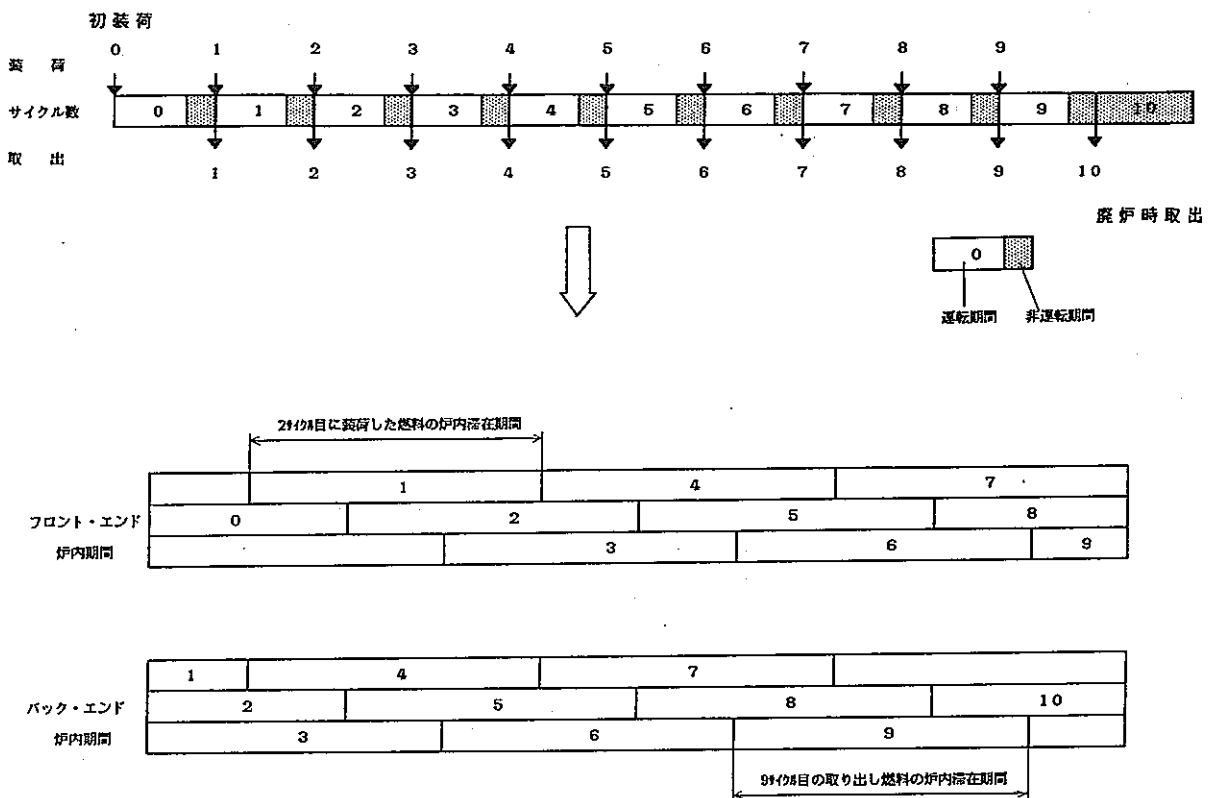 初装荷
0 1 2 3 4 5 6 7 8 9
装 荷
サイクル数 0 1 2 3 4 5 6 7 8 9 10
取 出
1 2 3 4 5 6 7 8 9 10
廃炉時取出
0
運転期間 非運転期間
2サイクル目に装荷した燃料の炉内滞在期間
1 4 7
フロント・エンド 0 2 5 8
炉内期間 3 6 9
1 4 7
バック・エンド 2 5 8 10
炉内期間 3 6 9
9サイクル目の取り出し燃料の炉内滞在期間